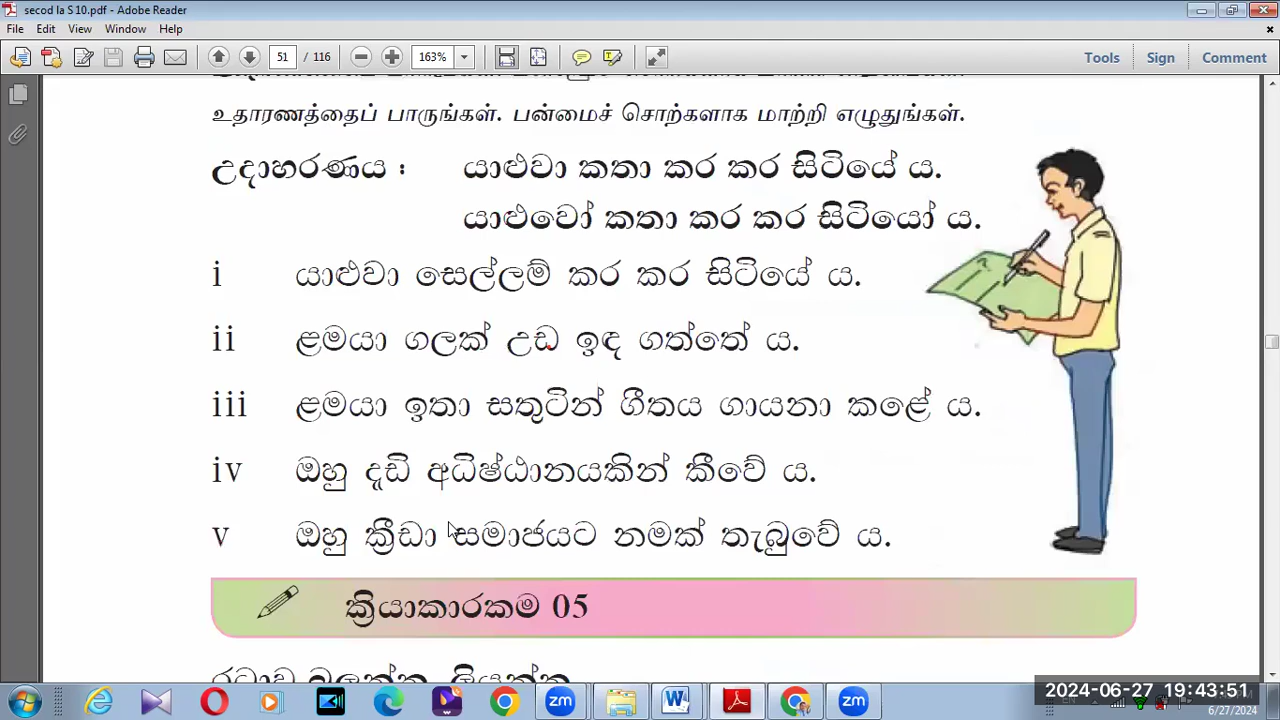 secod la S 10.pdf - Adobe Reader
File Edit View Window Help
51 / 116 163% Tools Sign Comment
உதாரணத்தைப் பாருங்கள். பன்மைச் சொற்களாக மாற்றி எழுதுங்கள்.
උදාහරණය : යාළුවා කතා කර කර සිටියේ ය.
යාළුවෝ කතා කර කර සිටියෝ ය.
i යාළුවා සෙල්ලම් කර කර සිටියේ ය.
ii ළමයා ගලක් උඩ ඉඳ ගත්තේ ය.
iii ළමයා ඉතා සතුටින් ගීතය ගායනා කළේ ය.
iv ඔහු දැඩි අධිෂ්ඨානයකින් කීවේ ය.
v ඔහු ක්‍රීඩා සමාජයට නමක් තැබුවේ ය.
ක්‍රියාකාරකම 05
රටාව බලන්න. ලියන්න.
2024-06-27 19:43:51
6/27/2024